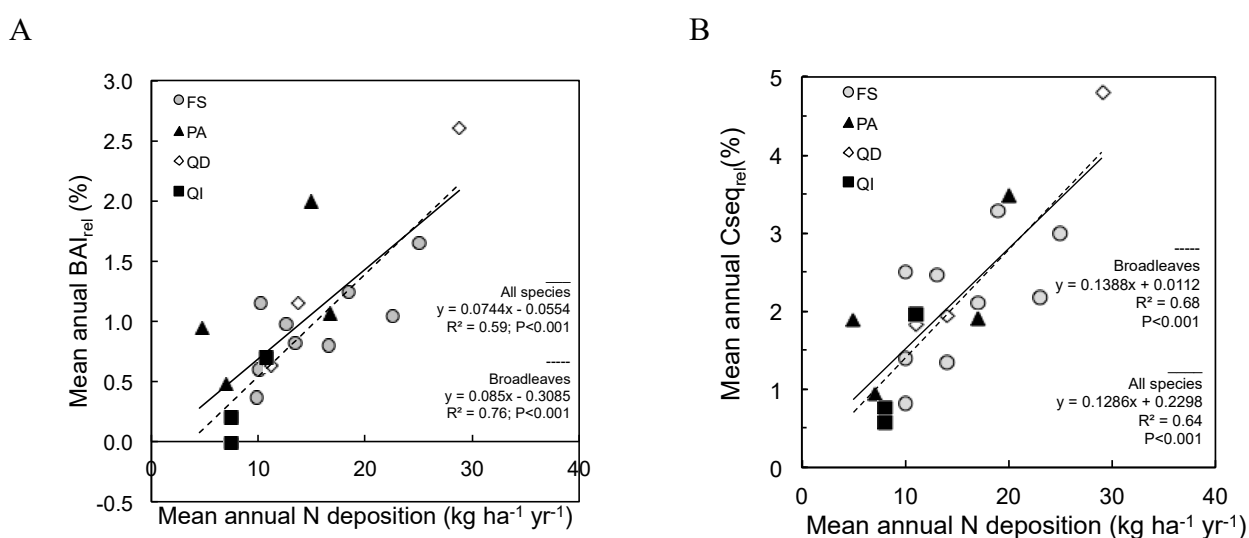 A
Mean annual BAIrel (%)
3.0
2.5
2.0
1.5
1.0
0.5
0.0
-0.5
FS
PA
QD
QI
All species
y = 0.0744x - 0.0554
R² = 0.59; P<0.001
Broadleaves
y = 0.085x - 0.3085
R² = 0.76; P<0.001
0 10 20 30 40
Mean annual N deposition (kg ha-1 yr-1)
B
Mean annual Cseqrel(%)
5
4
3
2
1
0
FS
PA
QD
QI
Broadleaves
y = 0.1388x + 0.0112
R² = 0.68
P<0.001
All species
y = 0.1286x + 0.2298
R² = 0.64
P<0.001
0 10 20 30 40
Mean annual N deposition (kg ha-1 yr-1)